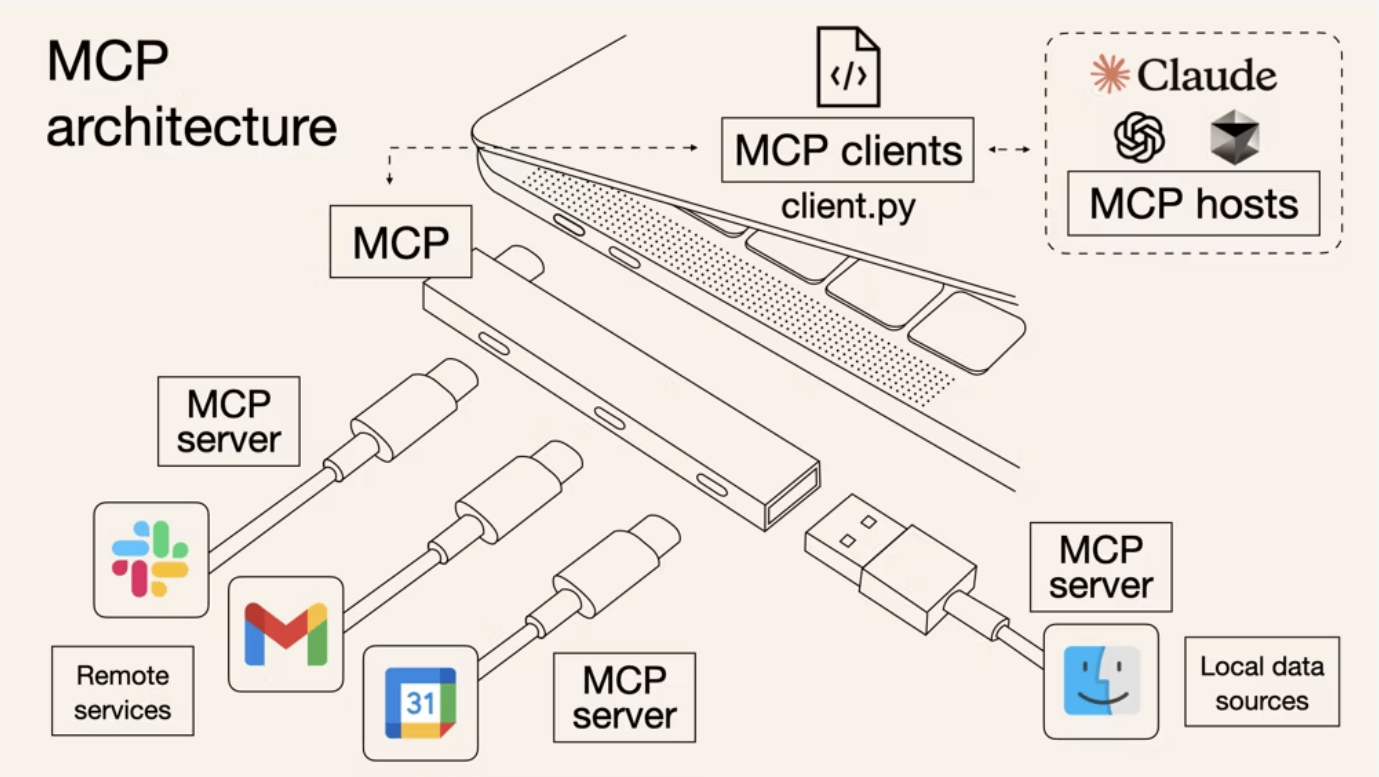 MCP
architecture
</>
MCP clients
client.py
Claude
MCP hosts
MCP
MCP
server
MCP
server
MCP
server
31
Remote
services
Local data
sources